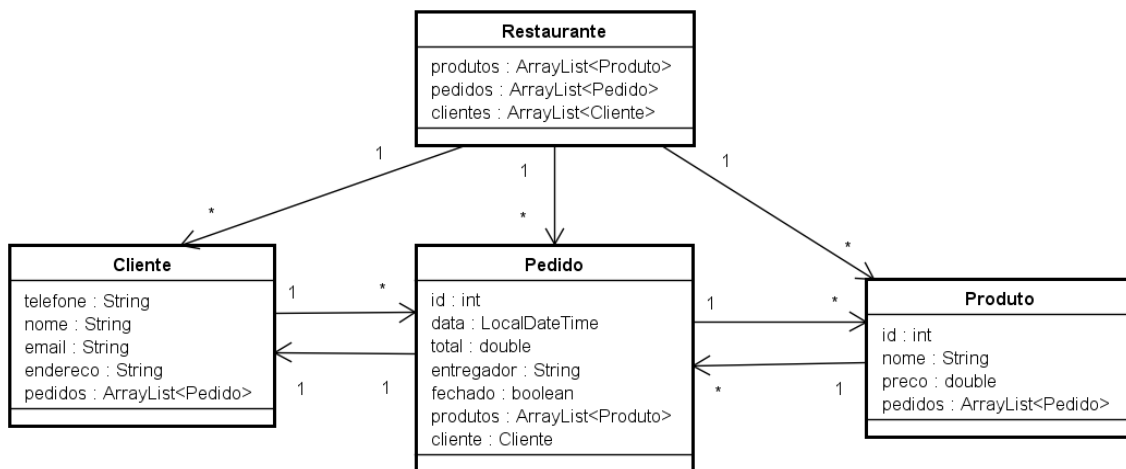 Restaurante
produtos : ArrayList<Produto>
pedidos : ArrayList<Pedido>
clientes : ArrayList<Cliente>
1
1
1
*
*
*
Cliente
telefone : String
nome : String
email : String
endereco : String
pedidos : ArrayList<Pedido>
1
*
1
1
Pedido
id : int
data : LocalDateTime
total : double
entregador : String
fechado : boolean
produtos : ArrayList<Produto>
cliente : Cliente
1
*
*
1
Produto
id : int
nome : String
preco : double
pedidos : ArrayList<Pedido>